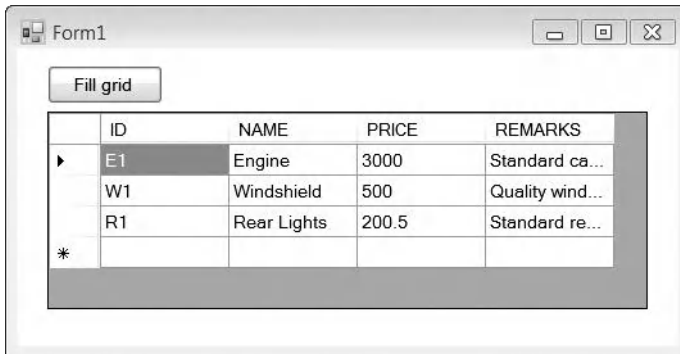 Form1
Fill grid
ID NAME PRICE REMARKS
E1 Engine 3000 Standard ca...
W1 Windshield 500 Quality wind...
R1 Rear Lights 200.5 Standard re...